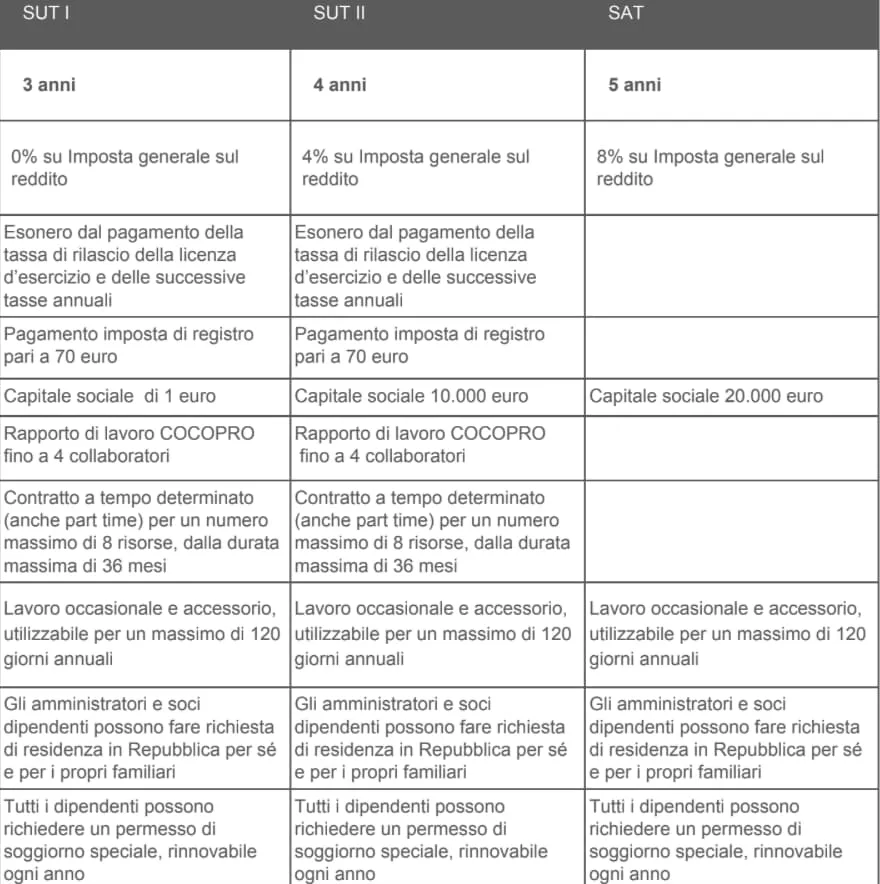 SUT I
SUT II
SAT
3 anni
4 anni
5 anni
0% su Imposta generale sul
reddito
4% su Imposta generale sul
reddito
8% su Imposta generale sul
reddito
Esonero dal pagamento della
tassa di rilascio della licenza
d’esercizio e delle successive
tasse annuali
Esonero dal pagamento della
tassa di rilascio della licenza
d’esercizio e delle successive
tasse annuali
Pagamento imposta di registro
pari a 70 euro
Pagamento imposta di registro
pari a 70 euro
Capitale sociale  di 1 euro
Capitale sociale 10.000 euro
Capitale sociale 20.000 euro
Rapporto di lavoro COCOPRO
fino a 4 collaboratori
Rapporto di lavoro COCOPRO
fino a 4 collaboratori
Contratto a tempo determinato
(anche part time) per un numero
massimo di 8 risorse, dalla durata
massima di 36 mesi
Contratto a tempo determinato
(anche part time) per un numero
massimo di 8 risorse, dalla durata
massima di 36 mesi
Lavoro occasionale e accessorio,
utilizzabile per un massimo di 120
giorni annuali
Lavoro occasionale e accessorio,
utilizzabile per un massimo di 120
giorni annuali
Lavoro occasionale e accessorio,
utilizzabile per un massimo di 120
giorni annuali
Gli amministratori e soci
dipendenti possono fare richiesta
di residenza in Repubblica per sé
e per i propri familiari
Gli amministratori e soci
dipendenti possono fare richiesta
di residenza in Repubblica per sé
e per i propri familiari
Gli amministratori e soci
dipendenti possono fare richiesta
di residenza in Repubblica per sé
e per i propri familiari
Tutti i dipendenti possono
richiedere un permesso di
soggiorno speciale, rinnovabile
ogni anno
Tutti i dipendenti possono
richiedere un permesso di
soggiorno speciale, rinnovabile
ogni anno
Tutti i dipendenti possono
richiedere un permesso di
soggiorno speciale, rinnovabile
ogni anno